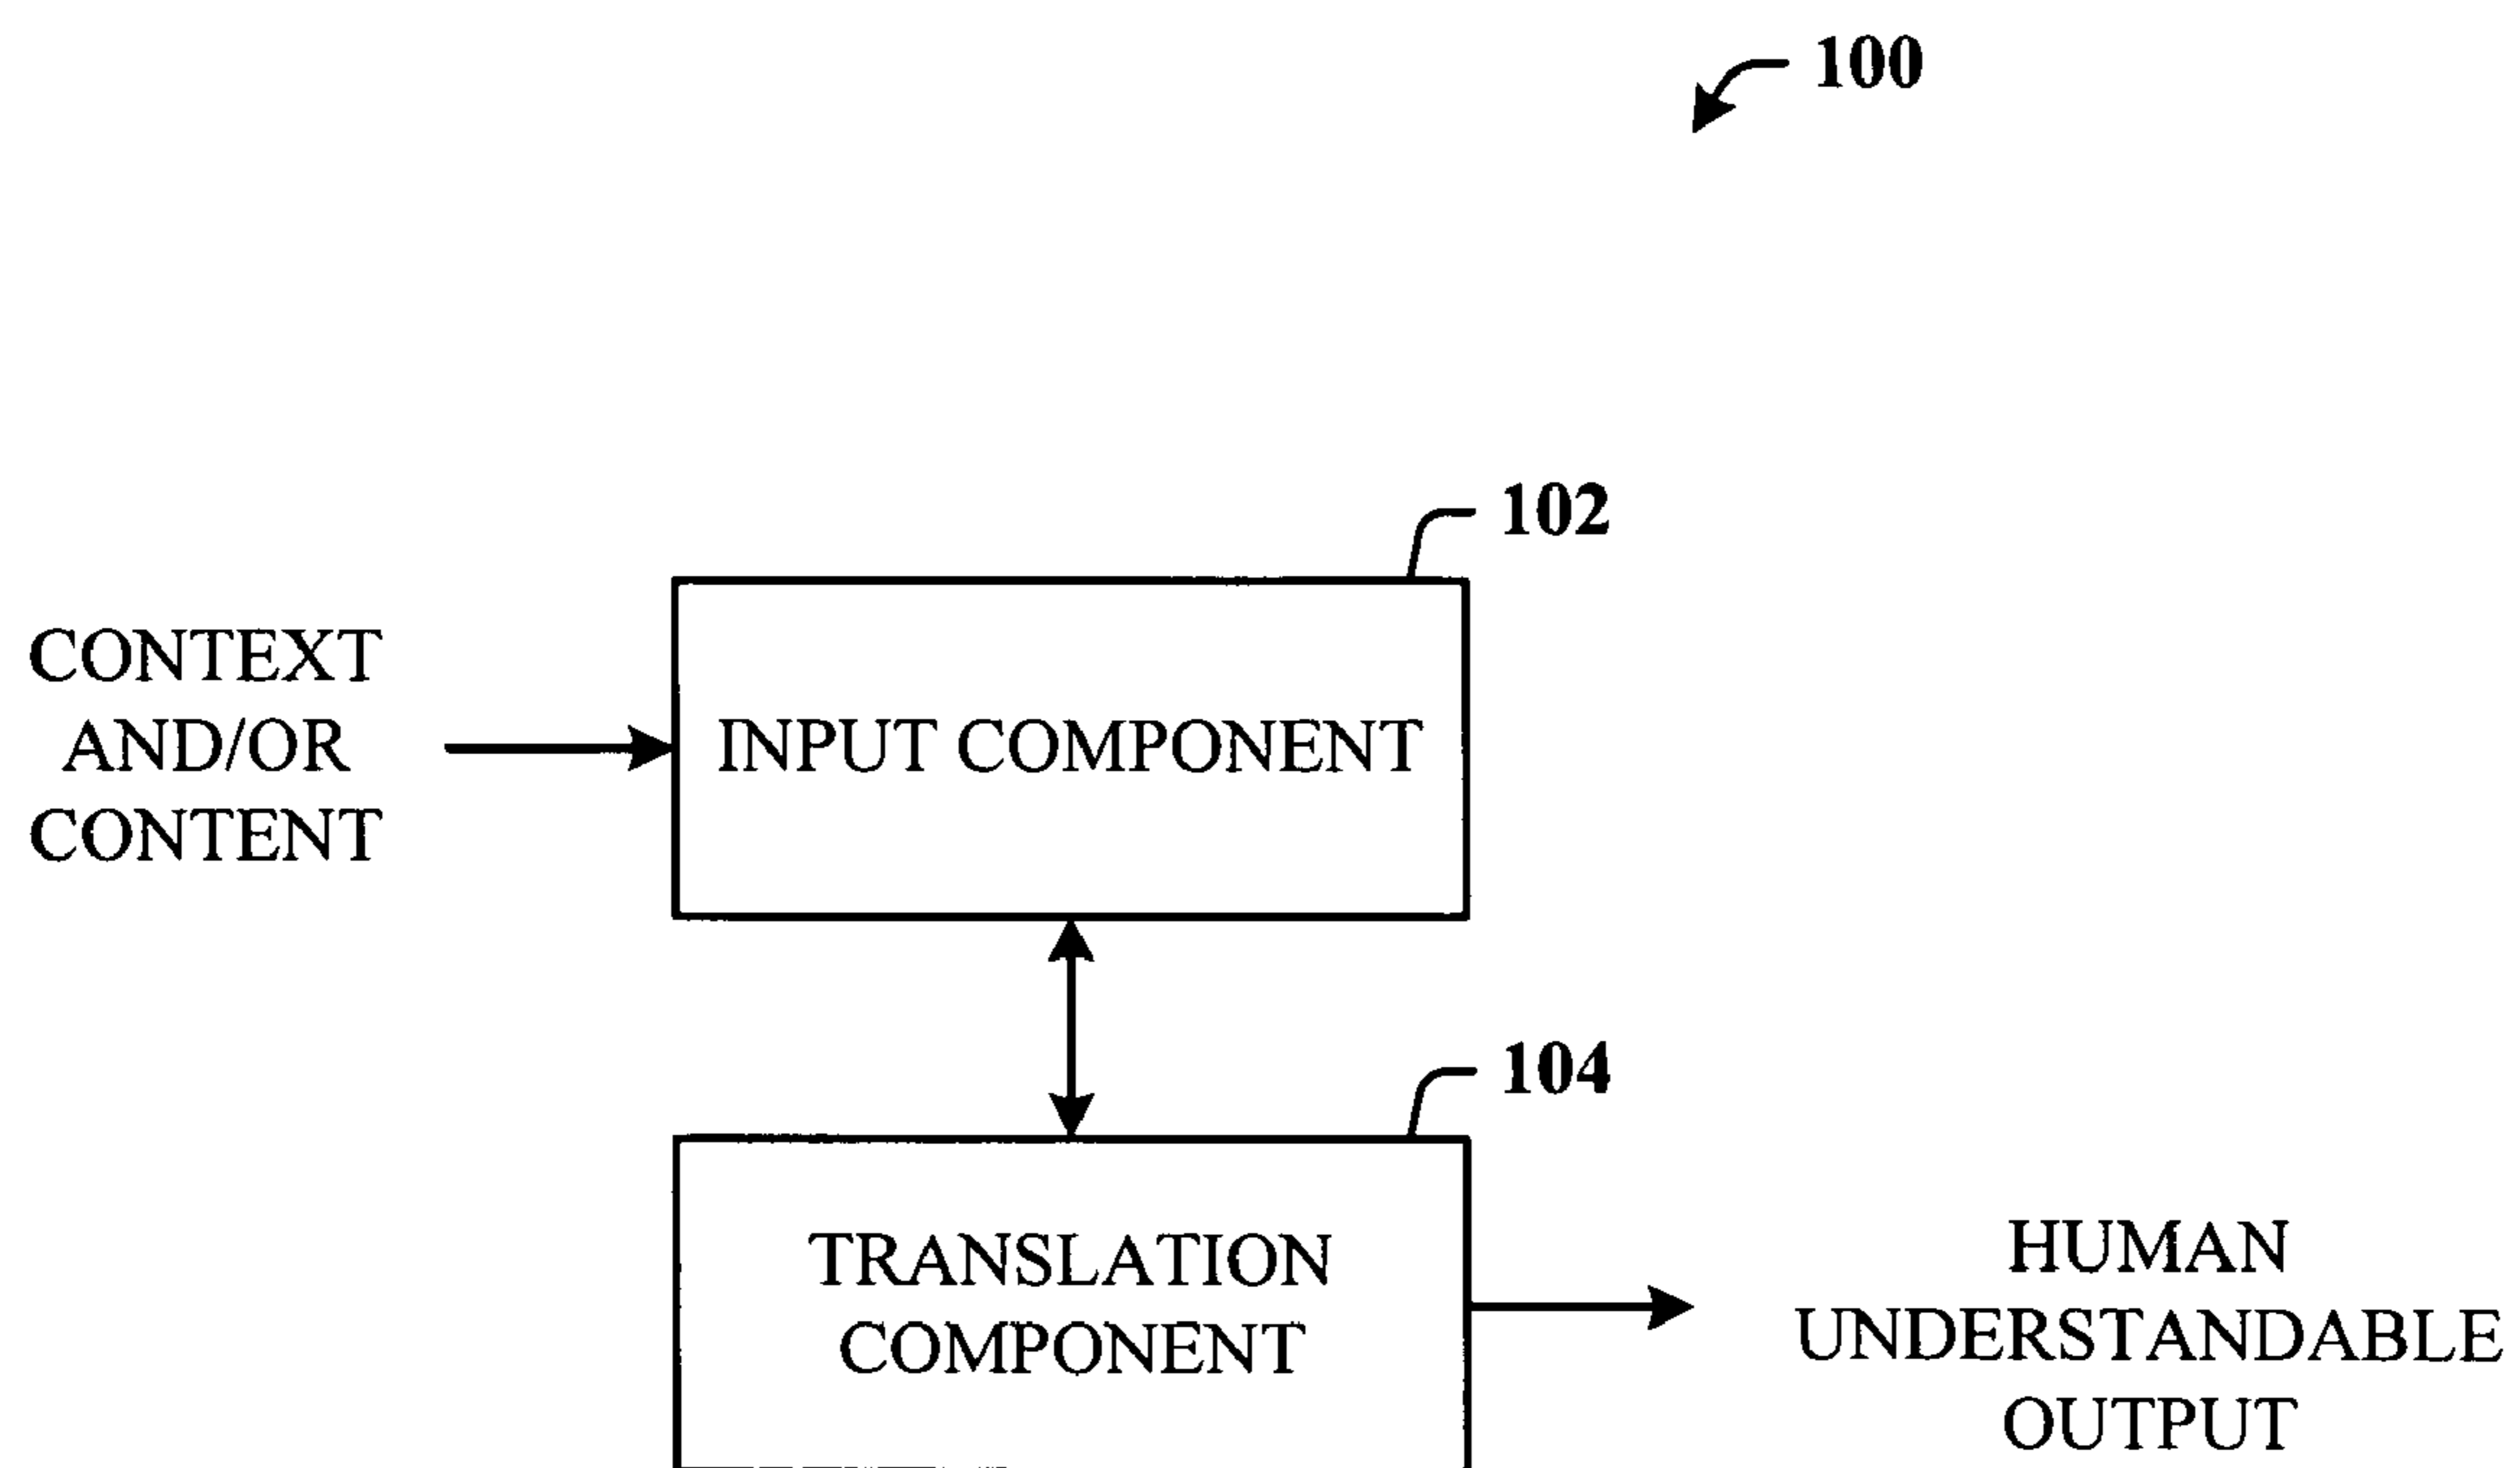 100
102
CONTEXT
AND/OR
CONTENT
INPUT COMPONENT
104
TRANSLATION
COMPONENT
HUMAN
UNDERSTANDABLE
OUTPUT